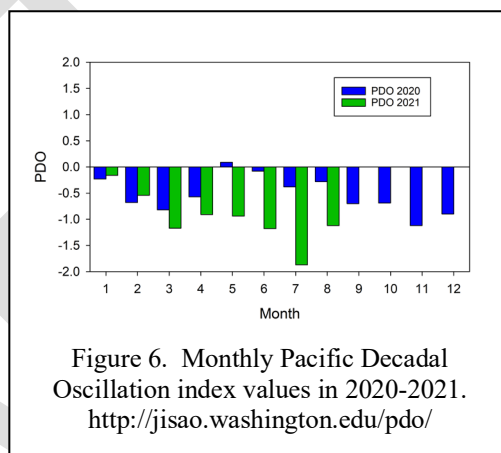 2.0
1.5
1.0
0.5
0.0
-0.5
-1.0
-1.5
-2.0
PDO
PDO 2020
PDO 2021
1 2 3 4 5 6 7 8 9 10 11 12
Month
Figure 6. Monthly Pacific Decadal
Oscillation index values in 2020-2021.
http://jisao.washington.edu/pdo/